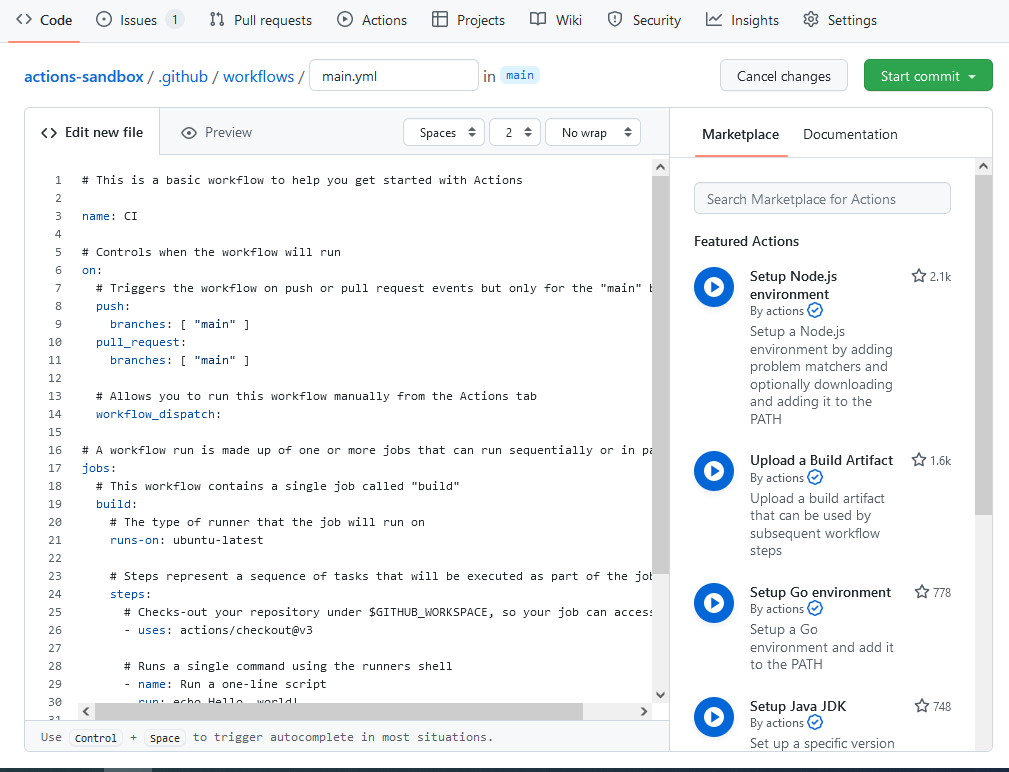 Code Issues 1 Pull requests Actions Projects Wiki Security Insights Settings
actions-sandbox / .github / workflows / main.yml in main Cancel changes Start commit
Edit new file Preview Spaces 2 No wrap
1 # This is a basic workflow to help you get started with Actions
2
3 name: CI
4
5 # Controls when the workflow will run
6 on:
7 # Triggers the workflow on push or pull request events but only for the "main" b
8 push:
9 branches: [ "main" ]
10 pull_request:
11 branches: [ "main" ]
12
13 # Allows you to run this workflow manually from the Actions tab
14 workflow_dispatch:
15
16 # A workflow run is made up of one or more jobs that can run sequentially or in pa
17 jobs:
18 # This workflow contains a single job called "build"
19 build:
20 # The type of runner that the job will run on
21 runs-on: ubuntu-latest
22
23 # Steps represent a sequence of tasks that will be executed as part of the job
24 steps:
25 # Checks-out your repository under $GITHUB_WORKSPACE, so your job can access
26 - uses: actions/checkout@v3
27
28 # Runs a single command using the runners shell
29 - name: Run a one-line script
30 run: echo Hello, world!
31
Use Control + Space to trigger autocomplete in most situations.
Marketplace Documentation
Search Marketplace for Actions
Featured Actions
Setup Node.js 2.1k
environment
By actions
Setup a Node.js
environment by adding
problem matchers and
optionally downloading
and adding it to the
PATH
Upload a Build Artifact 1.6k
By actions
Upload a build artifact
that can be used by
subsequent workflow
steps
Setup Go environment 778
By actions
Setup a Go
environment and add it
to the PATH
Setup Java JDK 748
By actions
Set up a specific version